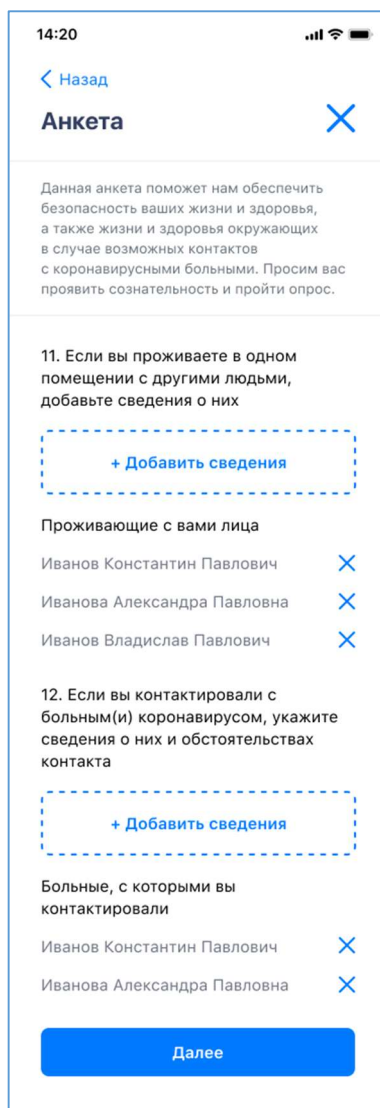 14:20
Назад
Анкета
Данная анкета поможет нам обеспечить
безопасность ваших жизни и здоровья,
а также жизни и здоровья окружающих
в случае возможных контактов
с коронавирусными больными. Просим вас
проявить сознательность и пройти опрос.
11. Если вы проживаете в одном
помещении с другими людьми,
добавьте сведения о них
+ Добавить сведения
Проживающие с вами лица
Иванов Константин Павлович
Иванова Александра Павловна
Иванов Владислав Павлович
12. Если вы контактировали с
больным(и) коронавирусом, укажите
сведения о них и обстоятельствах
контакта
+ Добавить сведения
Больные, с которыми вы
контактировали
Иванов Константин Павлович
Иванова Александра Павловна
Далее